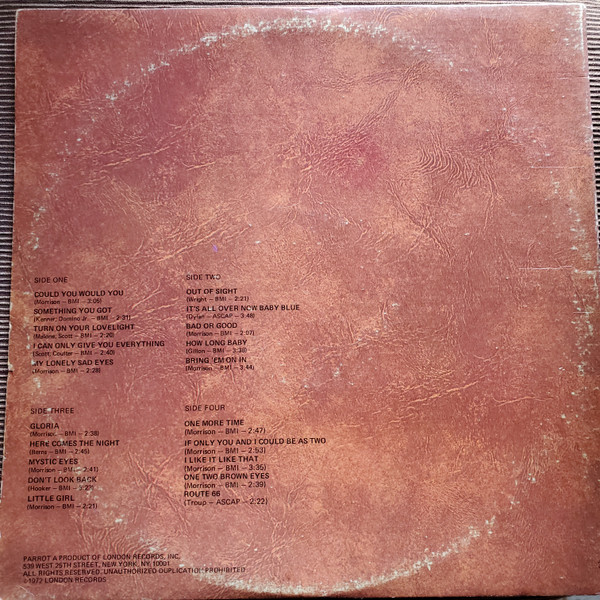 SIDE ONE
COULD YOU WOULD YOU
(Morrison – BMI – 3:05)
SOMETHING YOU GOT
(Kenner, Domino Jr. – BMI – 2:31)
TURN ON YOUR LOVELIGHT
(Malone, Scott – BMI – 2:20)
I CAN ONLY GIVE YOU EVERYTHING
(Scott, Coulter – BMI – 2:40)
MY LONELY SAD EYES
(Morrison – BMI – 2:28)
SIDE TWO
OUT OF SIGHT
(Wright – BMI – 2:21)
IT'S ALL OVER NOW BABY BLUE
(Dylan – ASCAP – 3:48)
BAD OR GOOD
(Morrison – BMI – 2:07)
HOW LONG BABY
(Gillon – BMI – 3:38)
BRING 'EM ON IN
(Morrison – BMI – 3:44)
SIDE THREE
GLORIA
(Morrison – BMI – 2:38)
HERE COMES THE NIGHT
(Berns – BMI – 2:45)
MYSTIC EYES
(Morrison – BMI – 2:41)
DON'T LOOK BACK
(Hooker – BMI – 3:23)
LITTLE GIRL
(Morrison – BMI – 2:21)
SIDE FOUR
ONE MORE TIME
(Morrison – BMI – 2:47)
IF ONLY YOU AND I COULD BE AS TWO
(Morrison – BMI – 2:53)
I LIKE IT LIKE THAT
(Morrison – BMI – 3:35)
ONE TWO BROWN EYES
(Morrison – BMI – 2:39)
ROUTE 66
(Troup – ASCAP – 2:22)
PARROT A PRODUCT OF LONDON RECORDS, INC.
539 WEST 25TH STREET, NEW YORK, NY. 10001
ALL RIGHTS RESERVED. UNAUTHORIZED DUPLICATION PROHIBITED
©1972 LONDON RECORDS